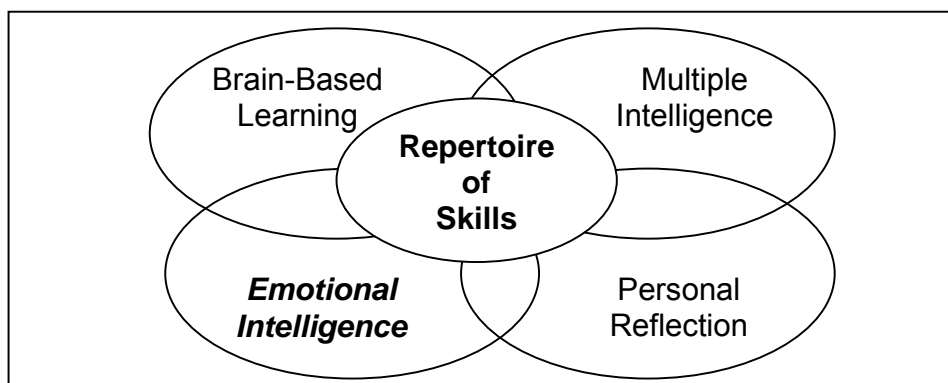 Brain-Based
Learning
Multiple
Intelligence
Repertoire
of
Skills
Emotional
Intelligence
Personal
Reflection